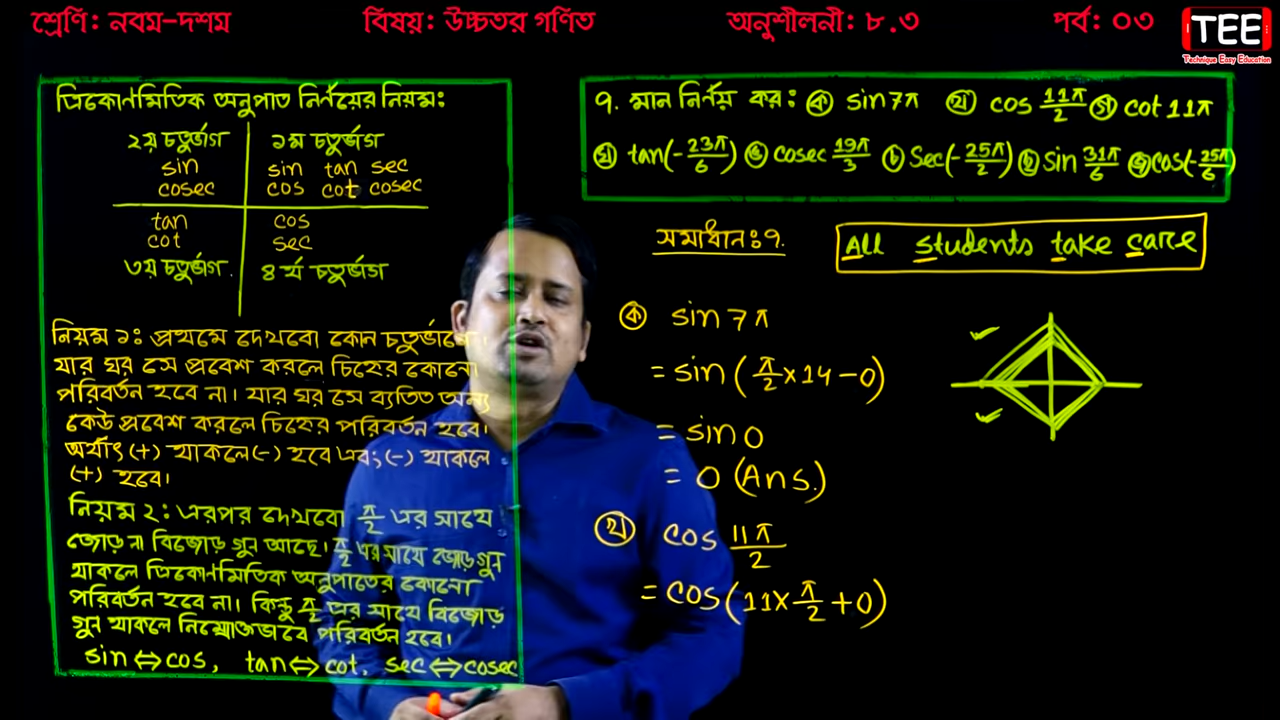 শ্রেণি: নবম-দশম বিষয়: উচ্চতর গণিত অনুশীলনী: ৮.৩ পর্ব: ০৩
TEE
Technique Easy Education
ত্রিকোণমিতিক অনুপাত নির্ণয়ের নিয়ম:
২য় চতুর্ভাগ ১ম চতুর্ভাগ
sin sin tan sec
cosec cos cot cosec
tan cos
cot sec
৩য় চতুর্ভাগ. ৪র্থ চতুর্ভাগ
নিয়ম ১: প্রথমে দেখবো কোন চতুর্ভাগে।
যার ঘর সে প্রবেশ করলে চিহ্নের কোনো
পরিবর্তন হবে না। যার ঘর সে ব্যতিত অন্য
কেউ প্রবেশ করলে চিহ্নের পরিবর্তন হবে।
অর্থাৎ (+) থাকলে (-) হবে এবং (-) থাকলে
(+) হবে।
নিয়ম ২: এরপর দেখবো π/2 এর সাথে
জোড় না বিজোড় গুন আছে। π/2 এর সাথে জোড় গুন
থাকলে ত্রিকোণমিতিক অনুপাতের কোনো
পরিবর্তন হবে না। কিন্তু π/2 এর সাথে বিজোড়
গুন থাকলে নিম্নোক্তভাবে পরিবর্তন হবে।
sin⇔cos, tan⇔cot, sec⇔cosec
৭. মান নির্ণয় কর: ক sin 7π খ cos 11π/2 গ cot 11π
ঘ tan(-23π/6) ঙ cosec 19π/3 চ Sec(-25π/2) ছ sin 31π/6 জ cos(-25π/6)
সমাধান: ৭.
All students take care
ক sin 7π
= sin (π/2×14-0)
= sin 0
= 0 (Ans.)
খ cos 11π/2
= cos (11×π/2+0)